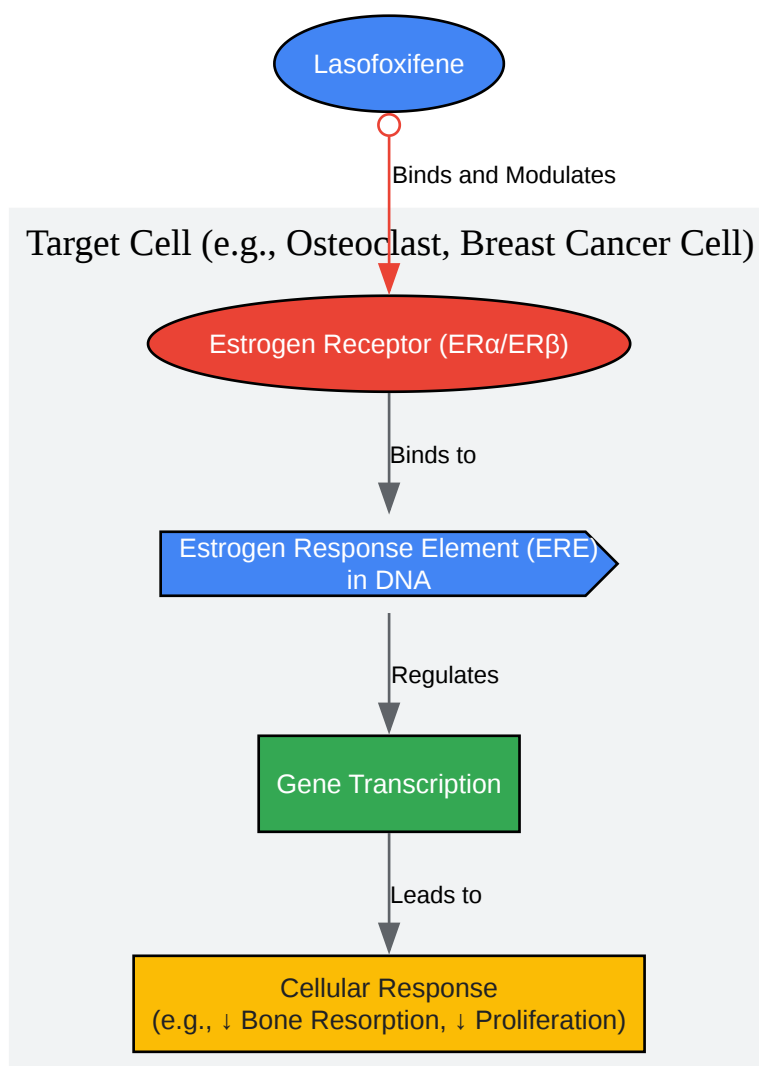 Lasofoxifene
Binds and Modulates
Target Cell (e.g., Osteoclast, Breast Cancer Cell)
Estrogen Receptor (ERα/ERβ)
Binds to
Estrogen Response Element (ERE)
in DNA
Regulates
Gene Transcription
Leads to
Cellular Response
(e.g., ↓ Bone Resorption, ↓ Proliferation)